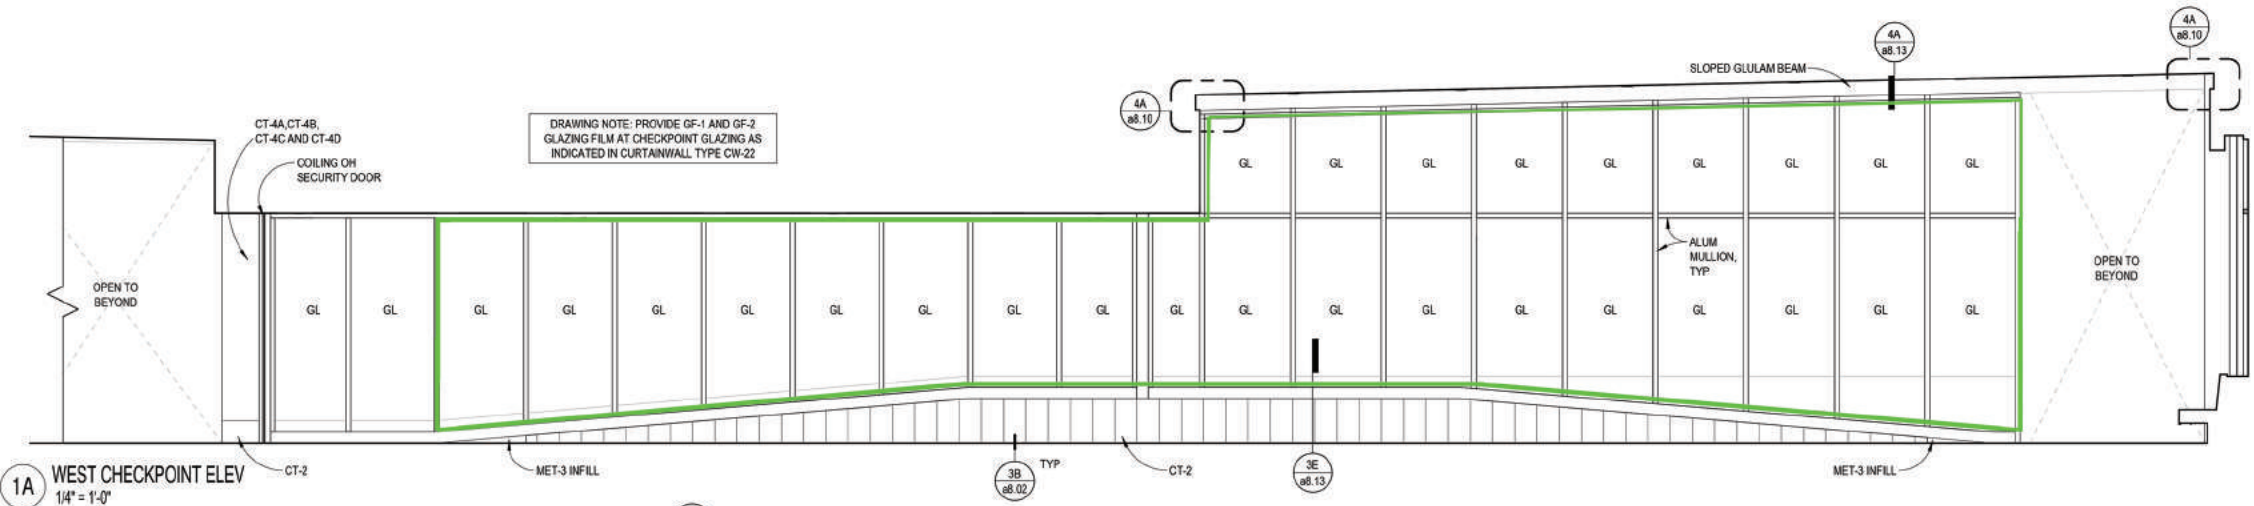 4A
a8.10
4A
a8.13
SLOPED GLULAM BEAM
4A
a8.10
CT-4A,CT-4B,
CT-4C AND CT-4D
DRAWING NOTE: PROVIDE GF-1 AND GF-2
GLAZING FILM AT CHECKPOINT GLAZING AS
INDICATED IN CURTAINWALL TYPE CW-22
COILING OH
SECURITY DOOR
GL GL GL GL GL GL GL GL GL
ALUM
MULLION,
TYP
OPEN TO
BEYOND
OPEN TO
BEYOND
GL GL GL GL GL GL GL GL GL GL GL GL GL GL GL GL GL GL GL
CT-2
MET-3 INFILL
3B
a8.02
TYP
CT-2
3E
a8.13
MET-3 INFILL
1A
WEST CHECKPOINT ELEV
1/4" = 1'-0"